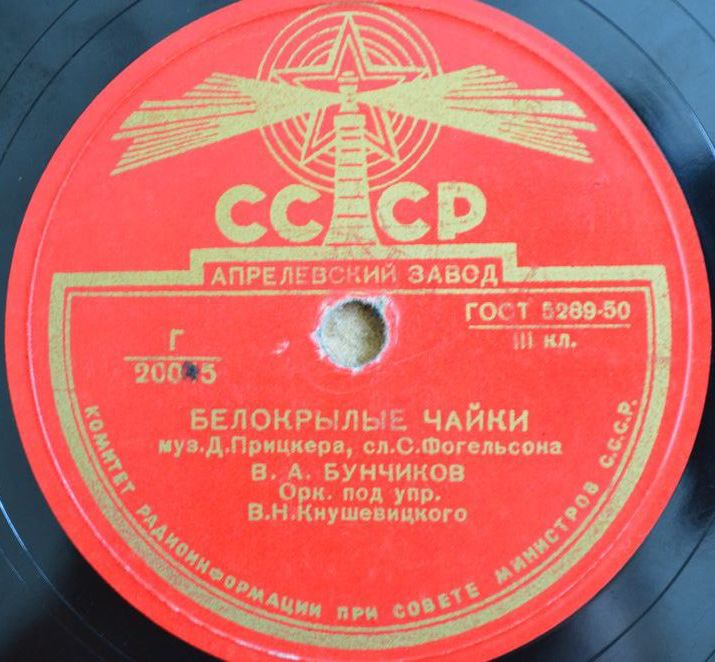 СССР
АПРЕЛЕВСКИЙ ЗАВОД
ГОСТ 5289-50
III кл.
Г
БЕЛОКРЫЛЫЕ ЧАЙКИ
муз.Д.Прицкера, сл.С.Фогельсона
В. А. БУНЧИКОВ
Орк. под упр.
В.Н.Кнушевицкого
КОМИТЕТ РАДИОИНФОРМАЦИИ ПРИ СОВЕТЕ МИНИСТРОВ С.С.С.Р.